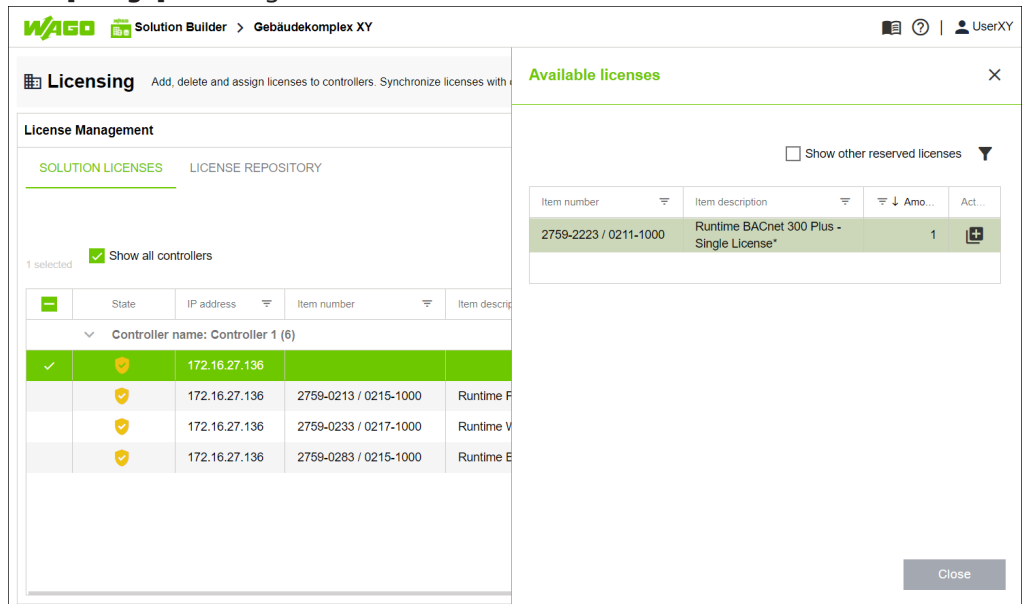 WAGO Solution Builder > Gebäudekomplex XY | UserXY
Licensing Add, delete and assign licenses to controllers. Synchronize licenses with
License Management
SOLUTION LICENSES LICENSE REPOSITORY
1 selected Show all controllers
State IP address Item number Item descrip
Controller name: Controller 1 (6)
172.16.27.136
172.16.27.136 2759-0213 / 0215-1000 Runtime
172.16.27.136 2759-0233 / 0217-1000 Runtime
172.16.27.136 2759-0283 / 0215-1000 Runtime
Available licenses
Show other reserved licenses
Item number Item description Amo... Act...
2759-2223 / 0211-1000 Runtime BACnet 300 Plus -
Single License* 1
Close